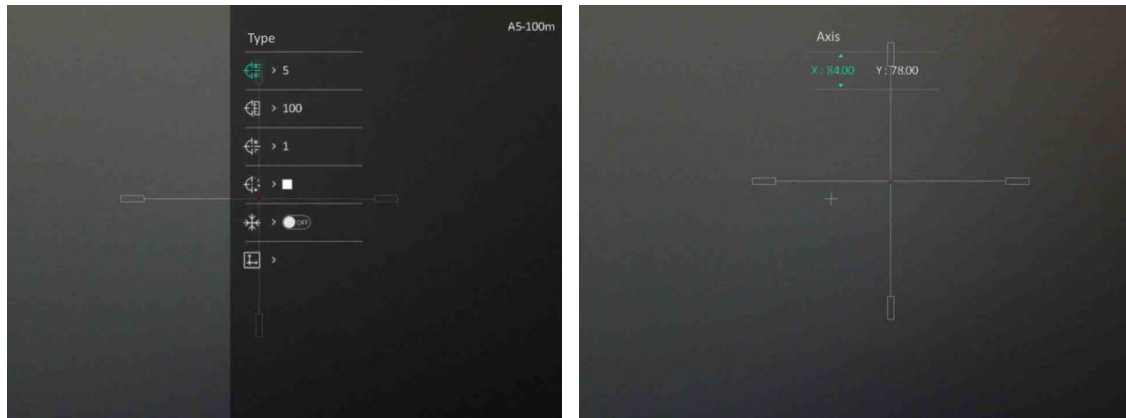 A5-100m
Type
> 5
> 100
> 1
>
> OFF
>
Axis
X : 84.00 Y : 78.00